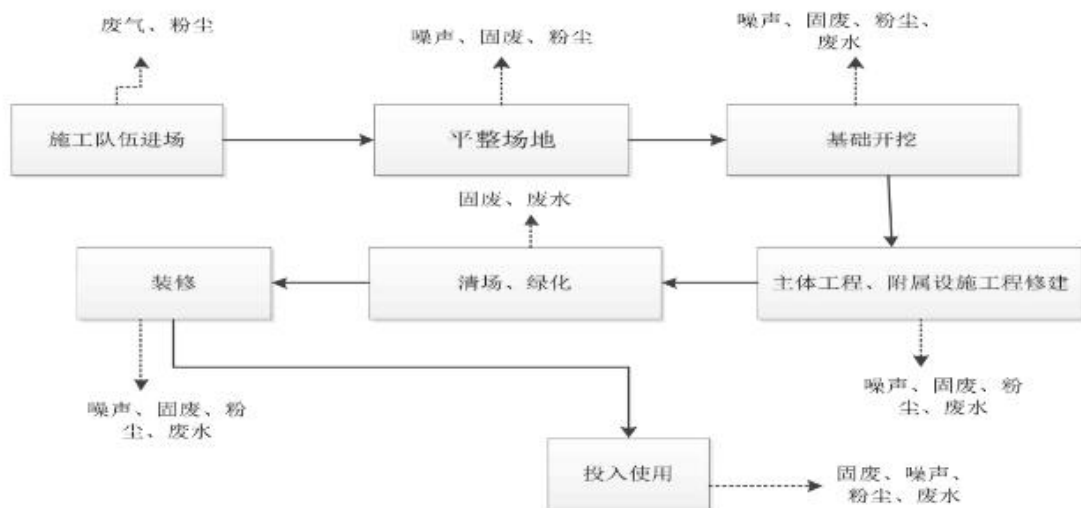 废气、粉尘
噪声、固废、粉尘
噪声、固废、粉尘、
废水
施工队伍进场
平整场地
基础开挖
固废、废水
装修
清场、绿化
主体工程、附属设施工程修建
噪声、固废、粉
尘、废水
噪声、固废、粉
尘、废水
投入使用
固废、噪声、
粉尘、废水